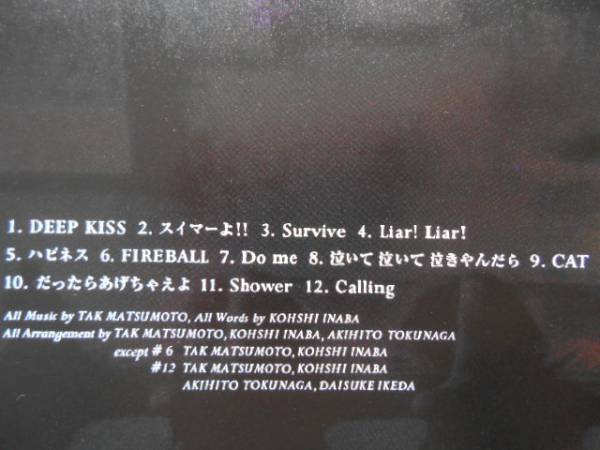 1. DEEP KISS 2. スイマーよ!! 3. Survive 4. Liar! Liar!
5. ハピネス 6. FIREBALL 7. Do me 8. 泣いて 泣いて 泣きやんだら 9. CAT
10. だったらあげちゃえよ 11. Shower 12. Calling
All Music by TAK MATSUMOTO, All Words by KOHSHI INABA
All Arrangement by TAK MATSUMOTO, KOHSHI INABA, AKIHITO TOKUNAGA
except # 6 TAK MATSUMOTO, KOHSHI INABA
#12 TAK MATSUMOTO, KOHSHI INABA
AKIHITO TOKUNAGA, DAISUKE IKEDA